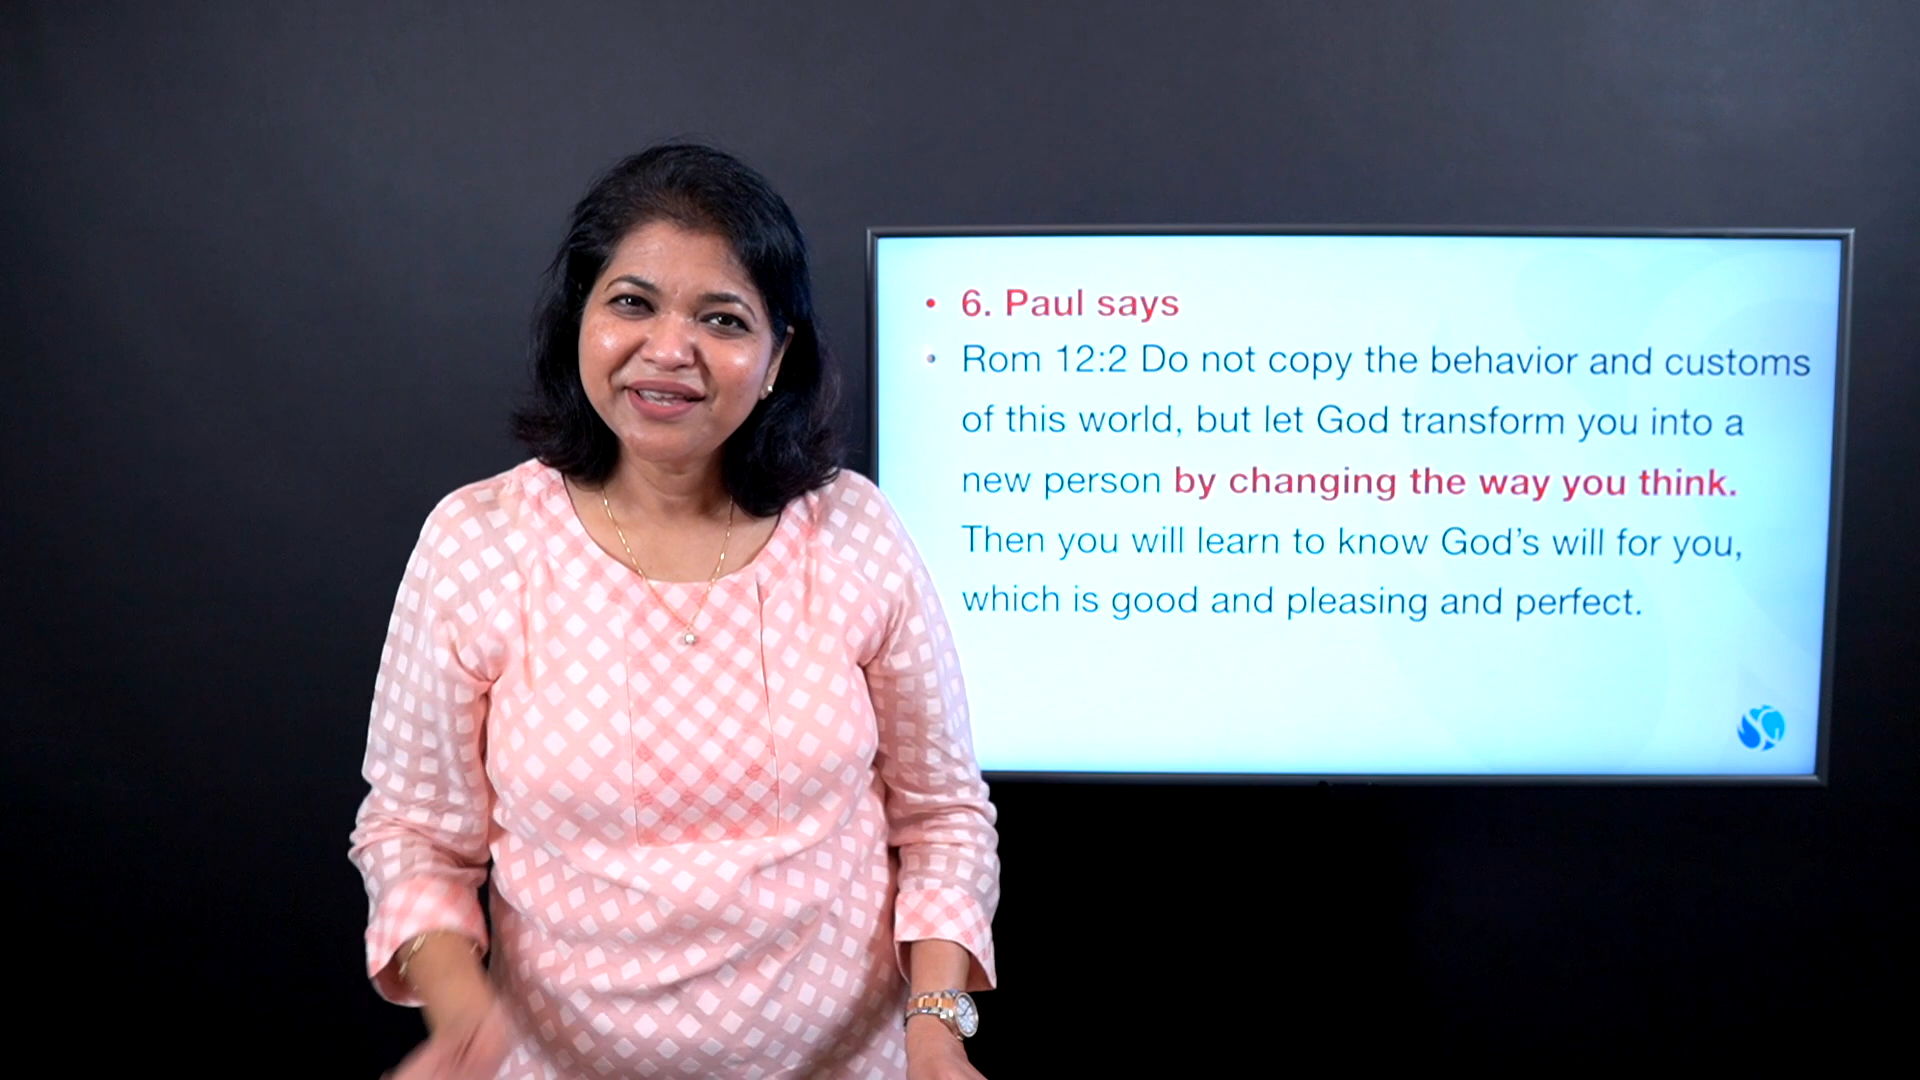 • 6. Paul says
• Rom 12:2 Do not copy the behavior and customs
of this world, but let God transform you into a
new person by changing the way you think.
Then you will learn to know God's will for you,
which is good and pleasing and perfect.